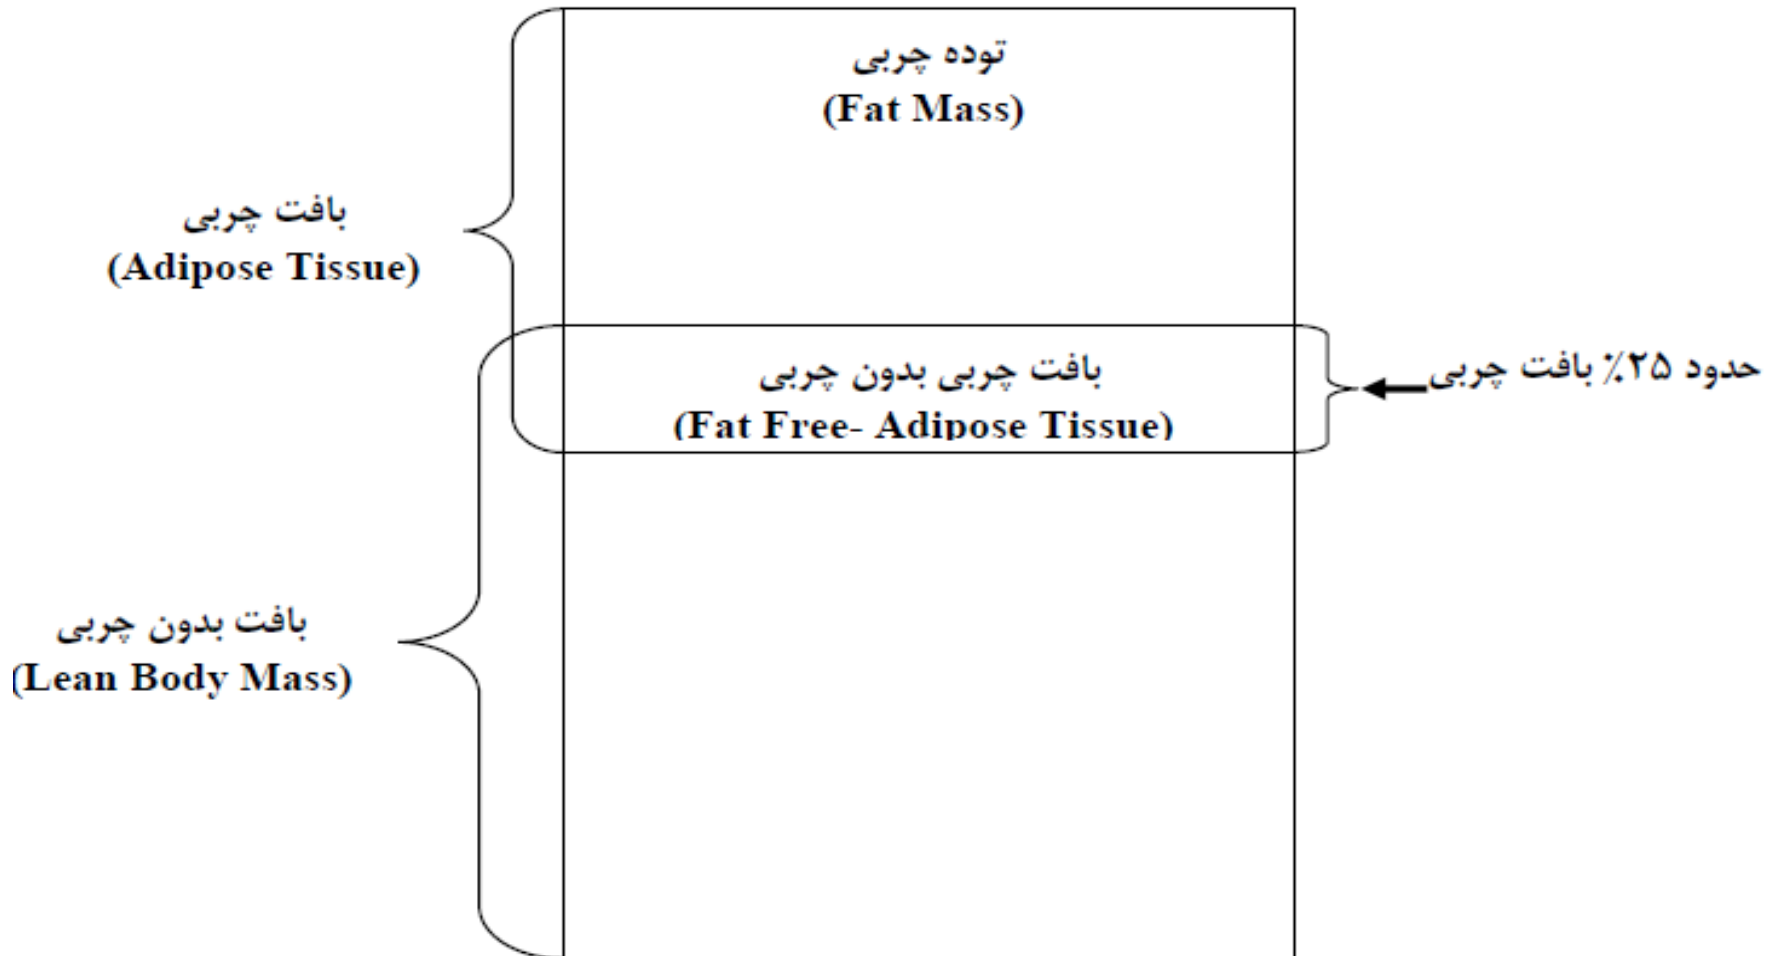 توده چربی
(Fat Mass)
بافت چربی
(Adipose Tissue)
بافت چربی بدون چربی
(Fat Free- Adipose Tissue)
حدود ۲۵٪ بافت چربی
بافت بدون چربی
(Lean Body Mass)